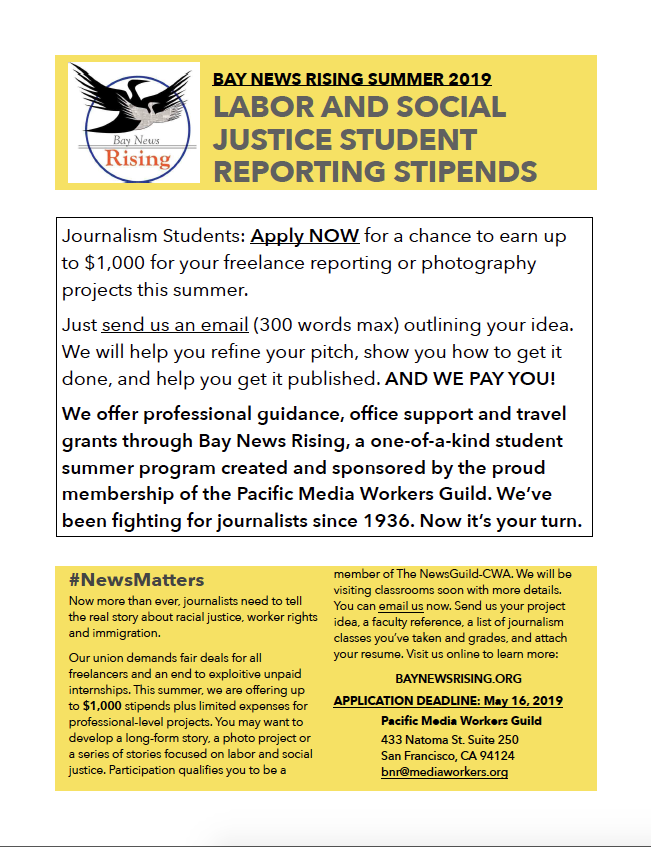 Bay News
Rising
BAY NEWS RISING SUMMER 2019
LABOR AND SOCIAL
JUSTICE STUDENT
REPORTING STIPENDS
Journalism Students: Apply NOW for a chance to earn up
to $1,000 for your freelance reporting or photography
projects this summer.
Just send us an email (300 words max) outlining your idea.
We will help you refine your pitch, show you how to get it
done, and help you get it published. AND WE PAY YOU!
We offer professional guidance, office support and travel
grants through Bay News Rising, a one-of-a-kind student
summer program created and sponsored by the proud
membership of the Pacific Media Workers Guild. We've
been fighting for journalists since 1936. Now it's your turn.
#NewsMatters
Now more than ever, journalists need to tell
the real story about racial justice, worker rights
and immigration.
Our union demands fair deals for all
freelancers and an end to exploitive unpaid
internships. This summer, we are offering up
to $1,000 stipends plus limited expenses for
professional-level projects. You may want to
develop a long-form story, a photo project or
a series of stories focused on labor and social
justice. Participation qualifies you to be a
member of The NewsGuild-CWA. We will be
visiting classrooms soon with more details.
You can email us now. Send us your project
idea, a faculty reference, a list of journalism
classes you've taken and grades, and attach
your resume. Visit us online to learn more:
BAYNEWSRISING.ORG
APPLICATION DEADLINE: May 16, 2019
Pacific Media Workers Guild
433 Natoma St. Suite 250
San Francisco, CA 94124
bnr@mediaworkers.org